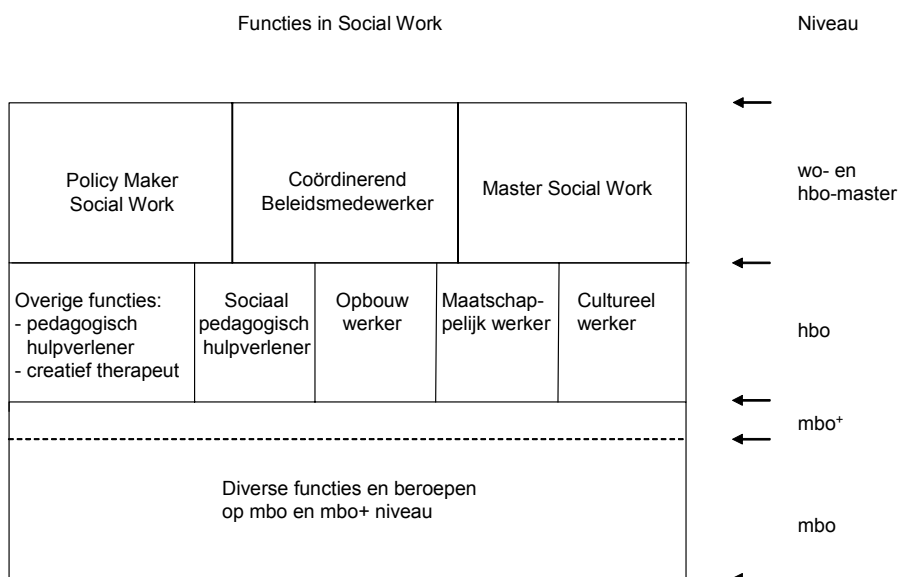 Functies in Social Work
Niveau
Policy Maker
Social Work
Coördinerend
Beleidsmedewerker
Master Social Work
wo- en
hbo-master
Overige functies:
- pedagogisch
hulpverlener
- creatief therapeut
Sociaal
pedagogisch
hulpverlener
Opbouw
werker
Maatschap-
pelijk werker
Cultureel
werker
hbo
mbo⁺
Diverse functies en beroepen
op mbo en mbo+ niveau
mbo